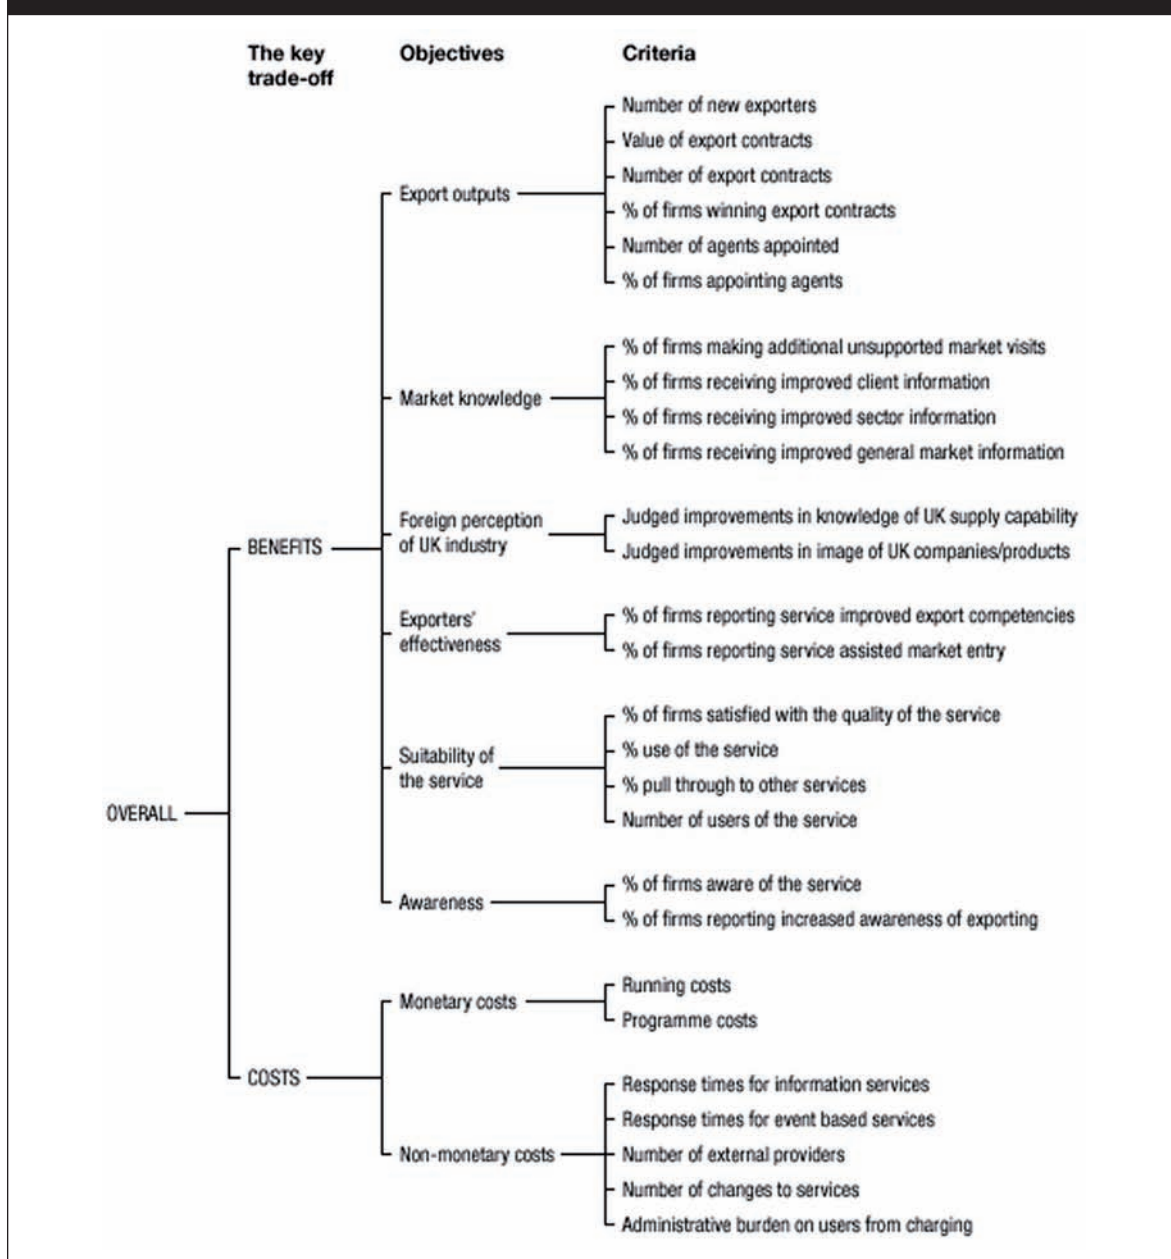 The key
trade-off
Objectives
Criteria
Number of new exporters
Value of export contracts
Number of export contracts
Export outputs
% of firms winning export contracts
Number of agents appointed
% of firms appointing agents
% of firms making additional unsupported market visits
% of firms receiving improved client information
Market knowledge
% of firms receiving improved sector information
% of firms receiving improved general market information
Foreign perception
of UK industry
Judged improvements in knowledge of UK supply capability
Judged improvements in image of UK companies/products
BENEFITS
Exporters'
effectiveness
% of firms reporting service improved export competencies
% of firms reporting service assisted market entry
% of firms satisfied with the quality of the service
% use of the service
Suitability of
the service
% pull through to other services
Number of users of the service
OVERALL
% of firms aware of the service
Awareness
% of firms reporting increased awareness of exporting
Running costs
Monetary costs
Programme costs
COSTS
Response times for information services
Response times for event based services
Non-monetary costs
Number of external providers
Number of changes to services
Administrative burden on users from charging